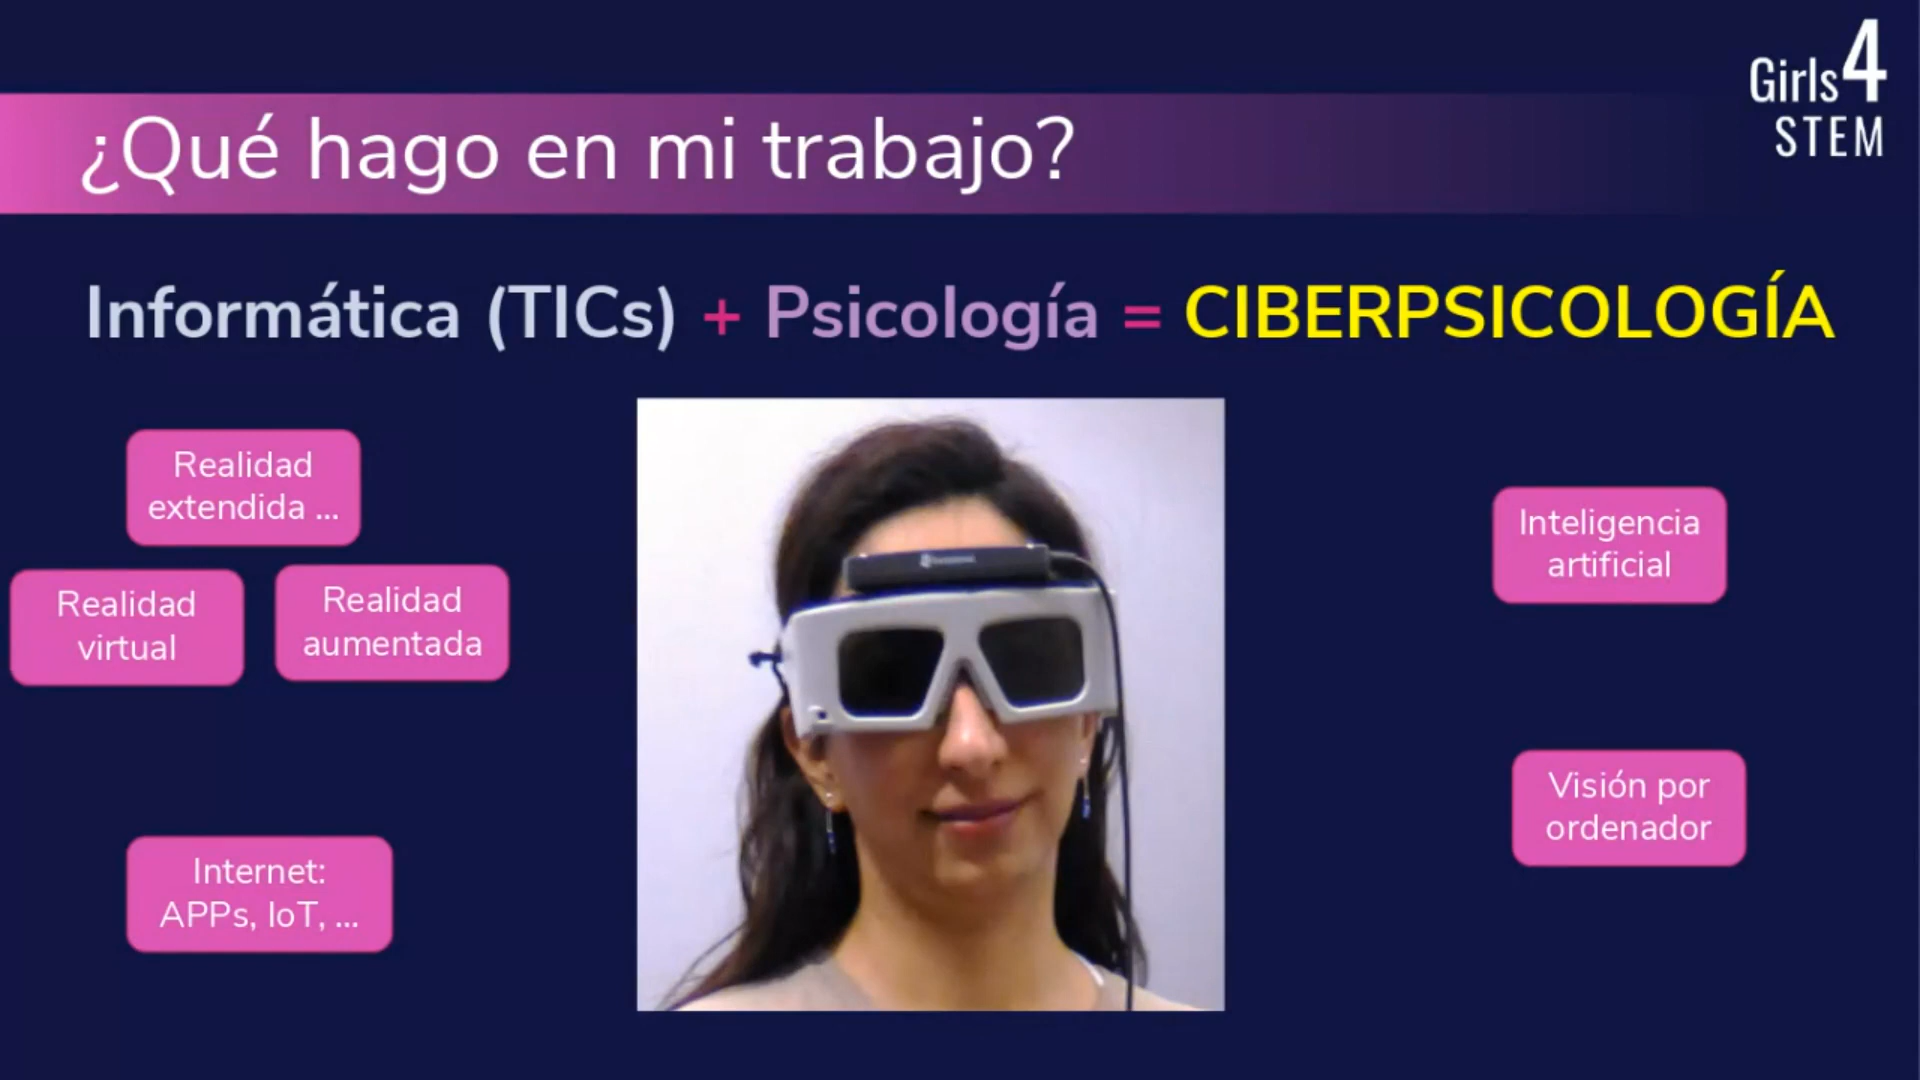 Girls4
STEM
¿Qué hago en mi trabajo?
Informática (TICs) + Psicología = CIBERPSICOLOGÍA
Realidad
extendida ...
Realidad
virtual
Realidad
aumentada
Internet:
APPs, IoT, ...
Inteligencia
artificial
Visión por
ordenador